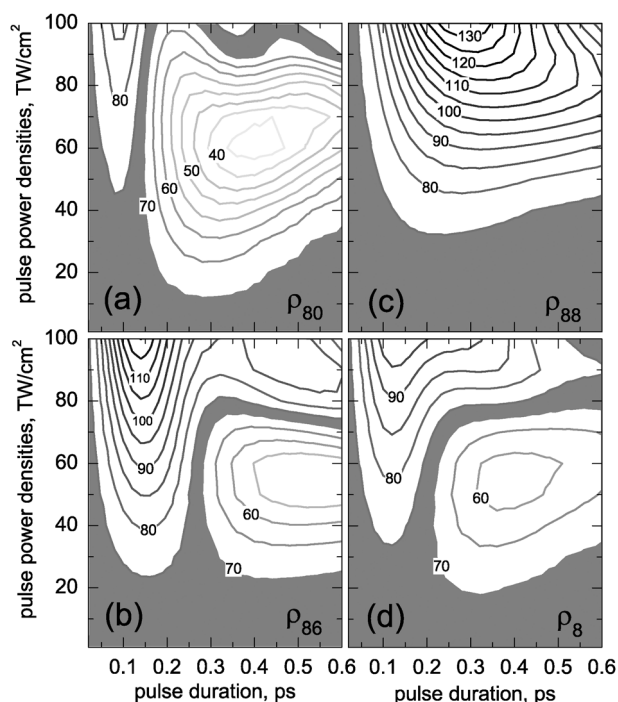 pulse power densities, TW/cm²
100
80
60
40
20
80
70
60
50
40
(a)
ρ80
130
120
110
100
90
80
(c)
ρ88
pulse power densities, TW/cm²
100
80
60
40
20
110
100
90
80
60
70
(b)
ρ86
90
80
60
70
(d)
ρ8
0.1 0.2 0.3 0.4 0.5 0.6
0.1 0.2 0.3 0.4 0.5 0.6
pulse duration, ps
pulse duration, ps